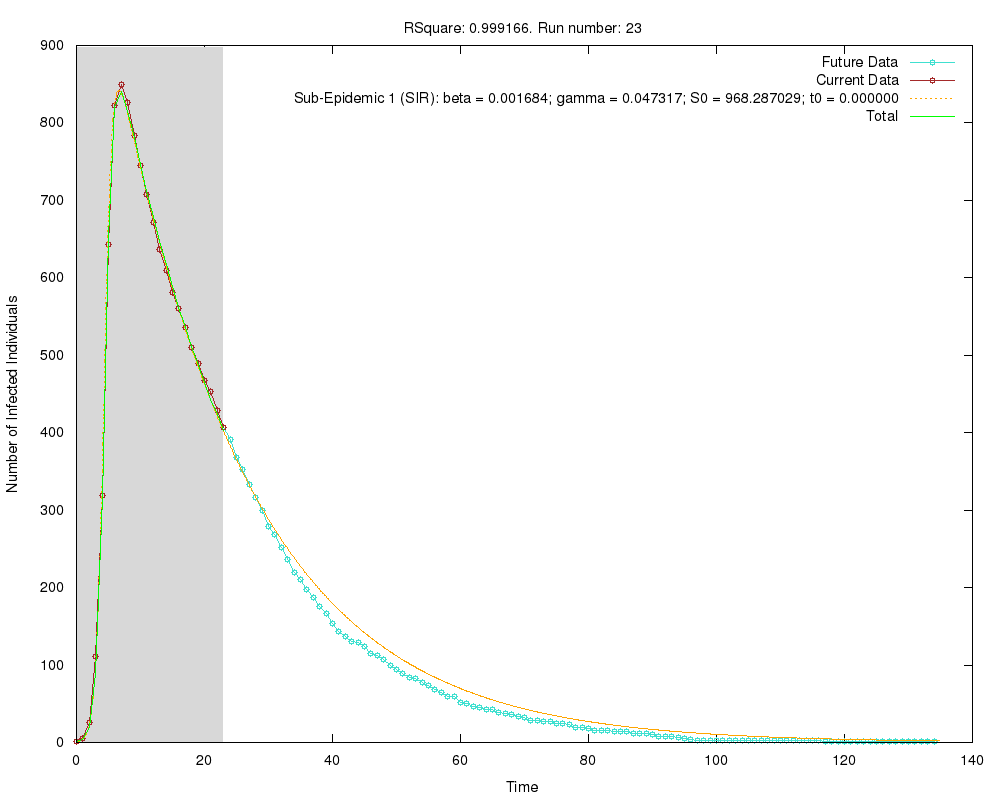 RSquare: 0.999166. Run number: 23
900
800
700
600
500
400
300
200
100
0
Number of Infected Individuals
Future Data
Current Data
Sub-Epidemic 1 (SIR): beta = 0.001684; gamma = 0.047317; S0 = 968.287029; t0 = 0.000000
Total
0 20 40 60 80 100 120 140
Time